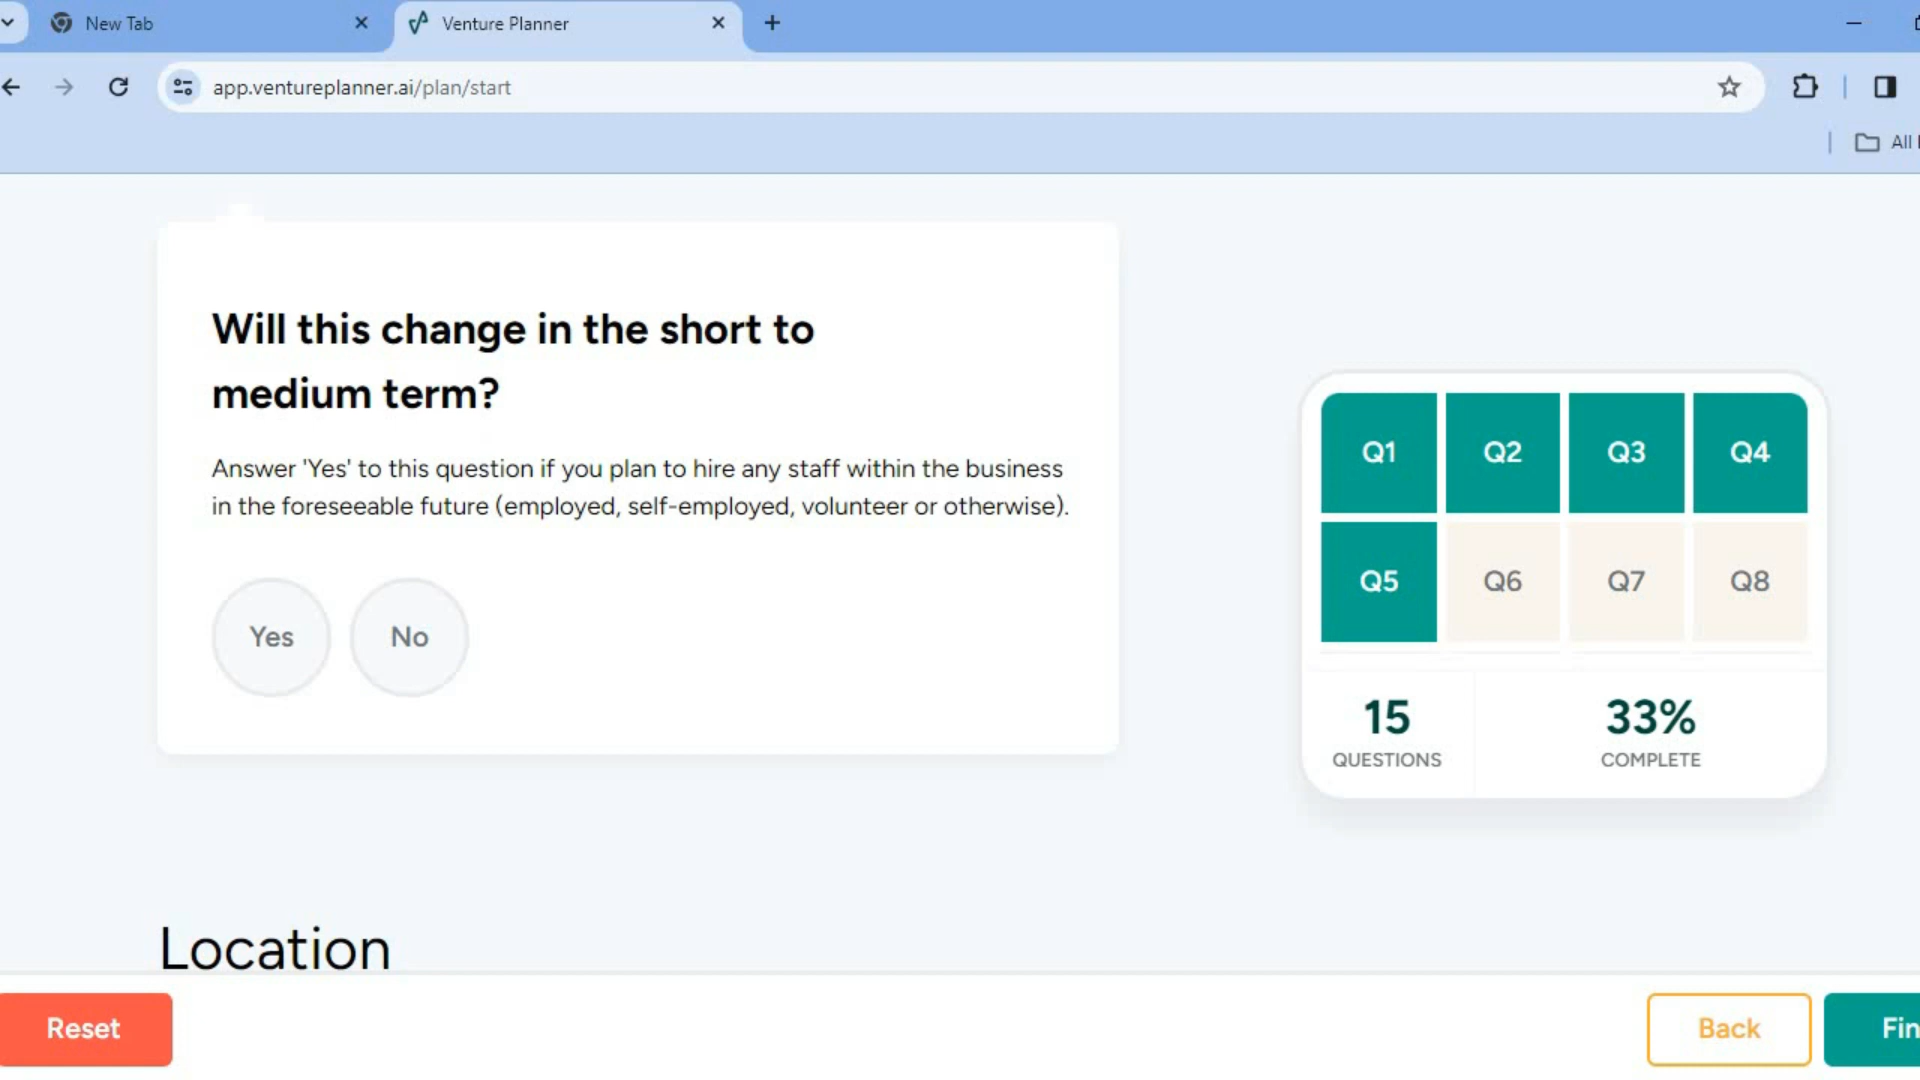 New Tab
Venture Planner
app.ventureplanner.ai/plan/start
All
Will this change in the short to
medium term?
Answer 'Yes' to this question if you plan to hire any staff within the business
in the foreseeable future (employed, self-employed, volunteer or otherwise).
Yes No
Q1 Q2 Q3 Q4
Q5 Q6 Q7 Q8
15 33%
QUESTIONS COMPLETE
Location
Reset
Back
Fin